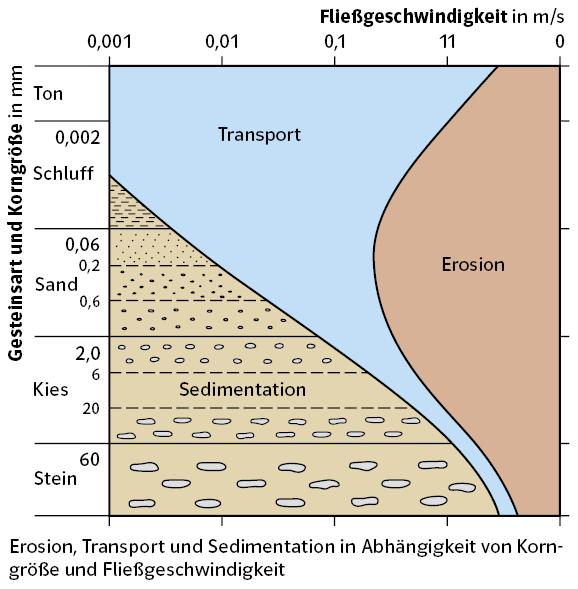 Fließgeschwindigkeit in m/s
0,001 0,01 0,1 11 0
Gesteinsart und Korngröße in mm
Ton
0,002
Transport
Schluff
0,06
0,2
Erosion
Sand
0,6
2,0
6
Kies
Sedimentation
20
60
Stein
Erosion, Transport und Sedimentation in Abhängigkeit von Korn-
größe und Fließgeschwindigkeit